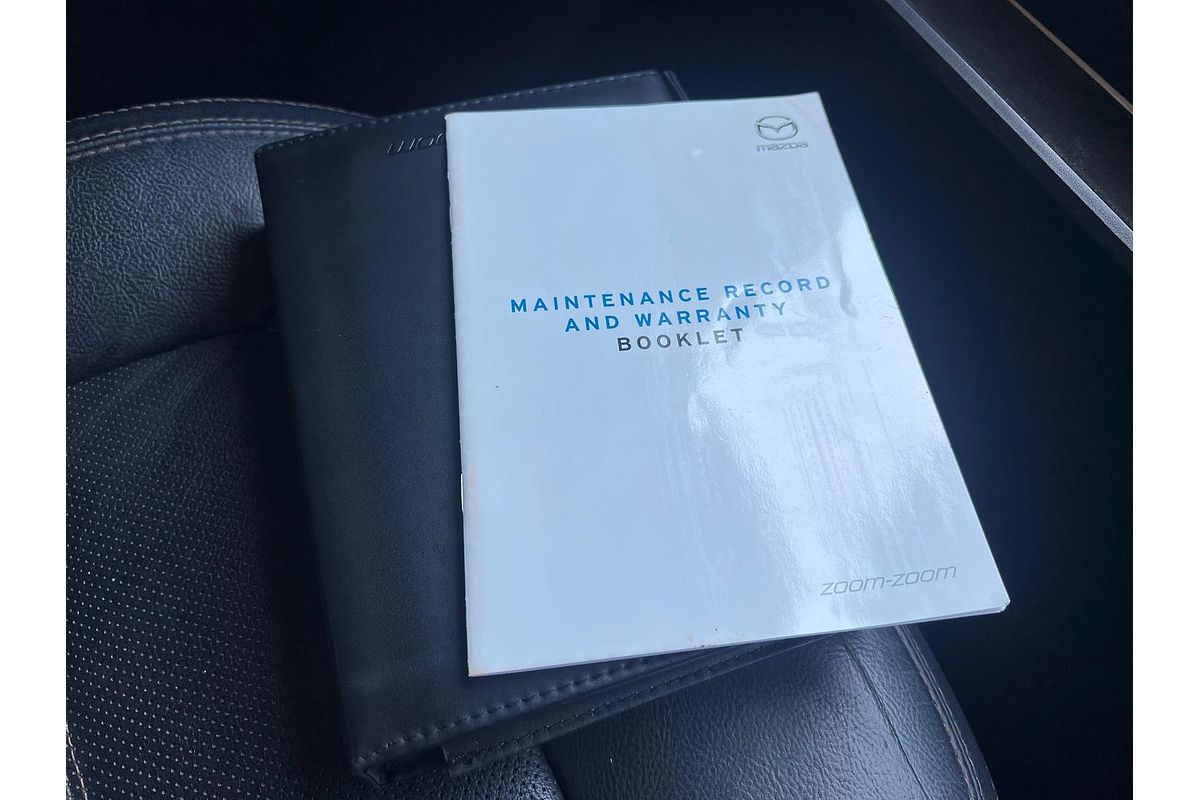 mazda
MAINTENANCE RECORD
AND WARRANTY
BOOKLET
zoom-zoom